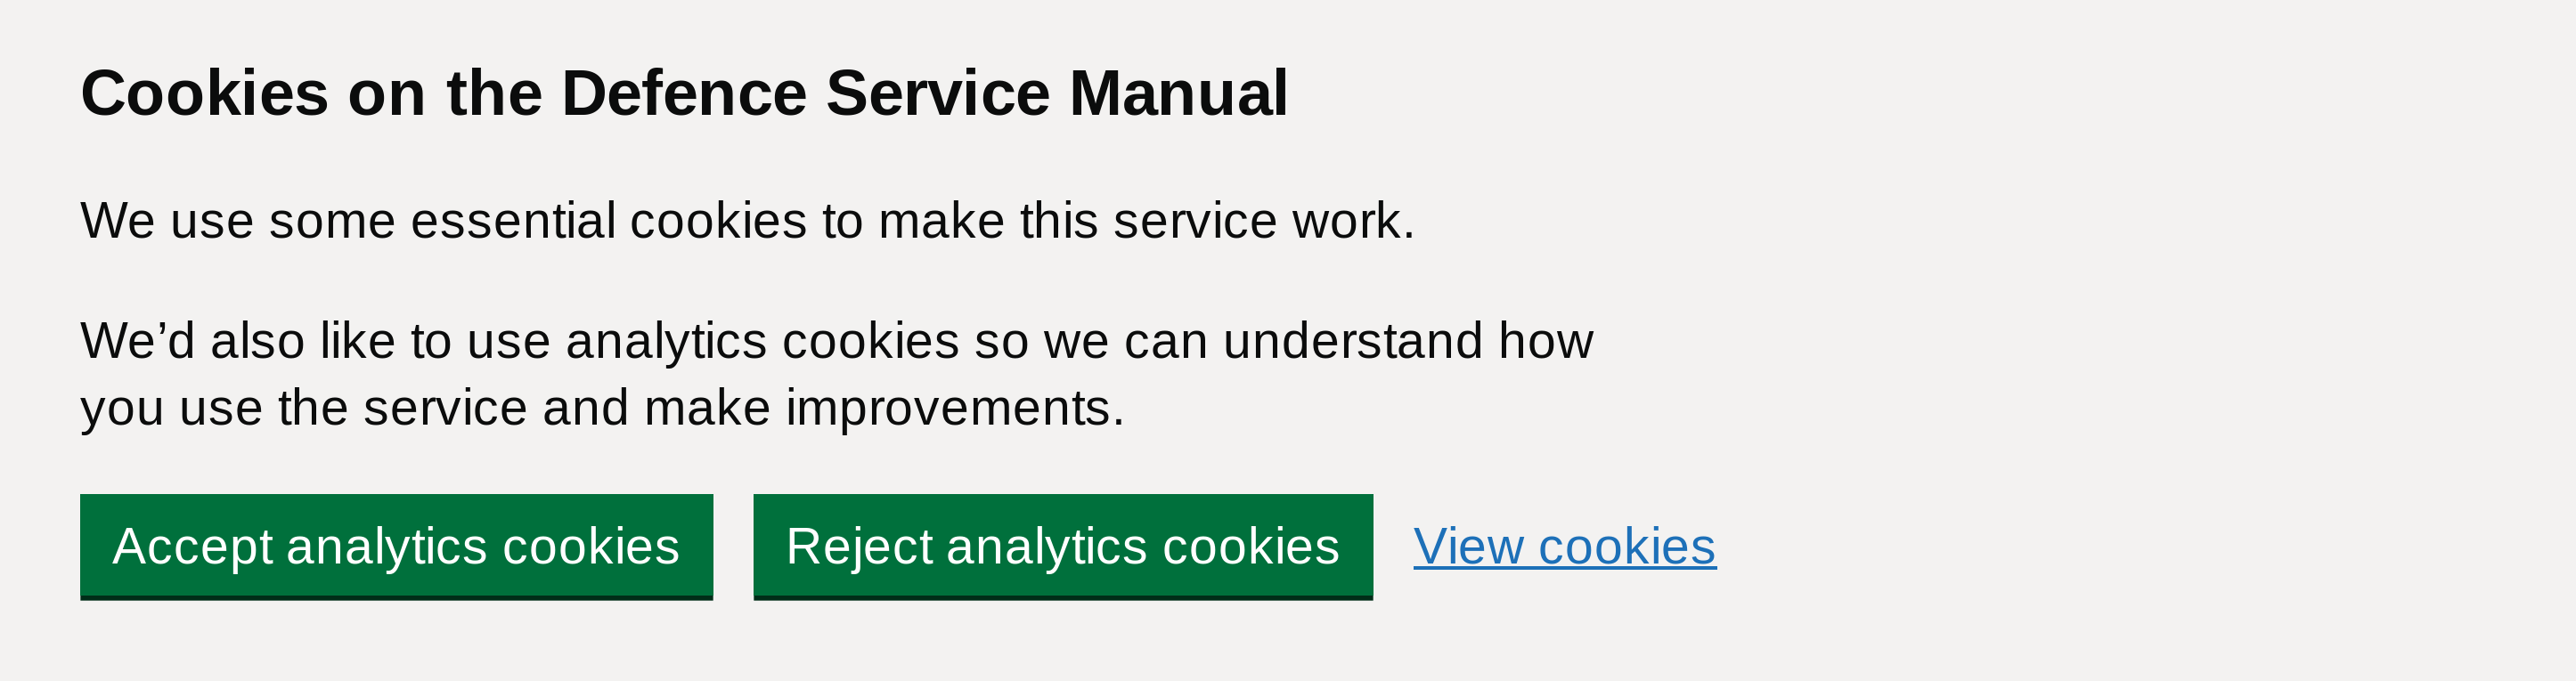 Cookies on the Defence Service Manual
We use some essential cookies to make this service work.
We’d also like to use analytics cookies so we can understand how
you use the service and make improvements.
Accept analytics cookies
Reject analytics cookies
View cookies